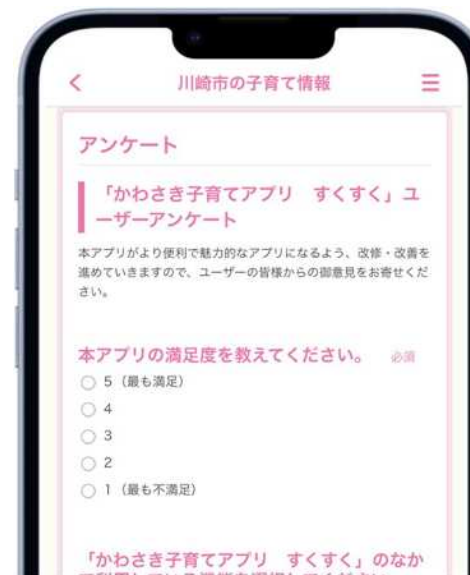 川崎市の子育て情報
アンケート
「かわさき子育てアプリ　すくすく」ユ
ーザーアンケート
本アプリがより便利で魅力的なアプリになるよう、改修・改善を
進めていきますので、ユーザーの皆様からの御意見をお寄せくだ
さい。
本アプリの満足度を教えてください。　必須
5（最も満足）
4
3
2
1（最も不満足）
「かわさき子育てアプリ　すくすく」のなか